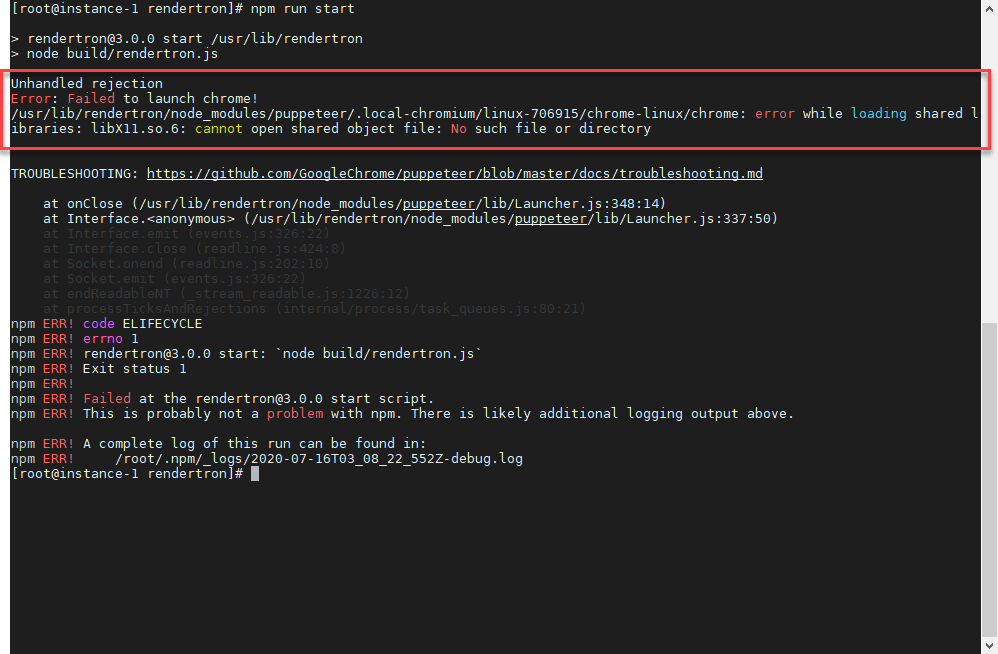 [root@instance-1 rendertron]# npm run start
> rendertron@3.0.0 start /usr/lib/rendertron
> node build/rendertron.js
Unhandled rejection
Error: Failed to launch chrome!
/usr/lib/rendertron/node_modules/puppeteer/.local-chromium/linux-706915/chrome-linux/chrome: error while loading shared l
ibraries: libX11.so.6: cannot open shared object file: No such file or directory
TROUBLESHOOTING: https://github.com/GoogleChrome/puppeteer/blob/master/docs/troubleshooting.md
at onClose (/usr/lib/rendertron/node_modules/puppeteer/lib/Launcher.js:348:14)
at Interface.<anonymous> (/usr/lib/rendertron/node_modules/puppeteer/lib/Launcher.js:337:50)
at Interface.emit (events.js:326:22)
at Interface.close (readline.js:424:8)
at Socket.onend (readline.js:202:10)
at Socket.emit (events.js:326:22)
at endReadableNT (_stream_readable.js:1226:12)
at processTicksAndRejections (internal/process/task_queues.js:80:21)
npm ERR! code ELIFECYCLE
npm ERR! errno 1
npm ERR! rendertron@3.0.0 start: `node build/rendertron.js`
npm ERR! Exit status 1
npm ERR!
npm ERR! Failed at the rendertron@3.0.0 start script.
npm ERR! This is probably not a problem with npm. There is likely additional logging output above.
npm ERR! A complete log of this run can be found in:
npm ERR!     /root/.npm/_logs/2020-07-16T03_08_22_552Z-debug.log
[root@instance-1 rendertron]#